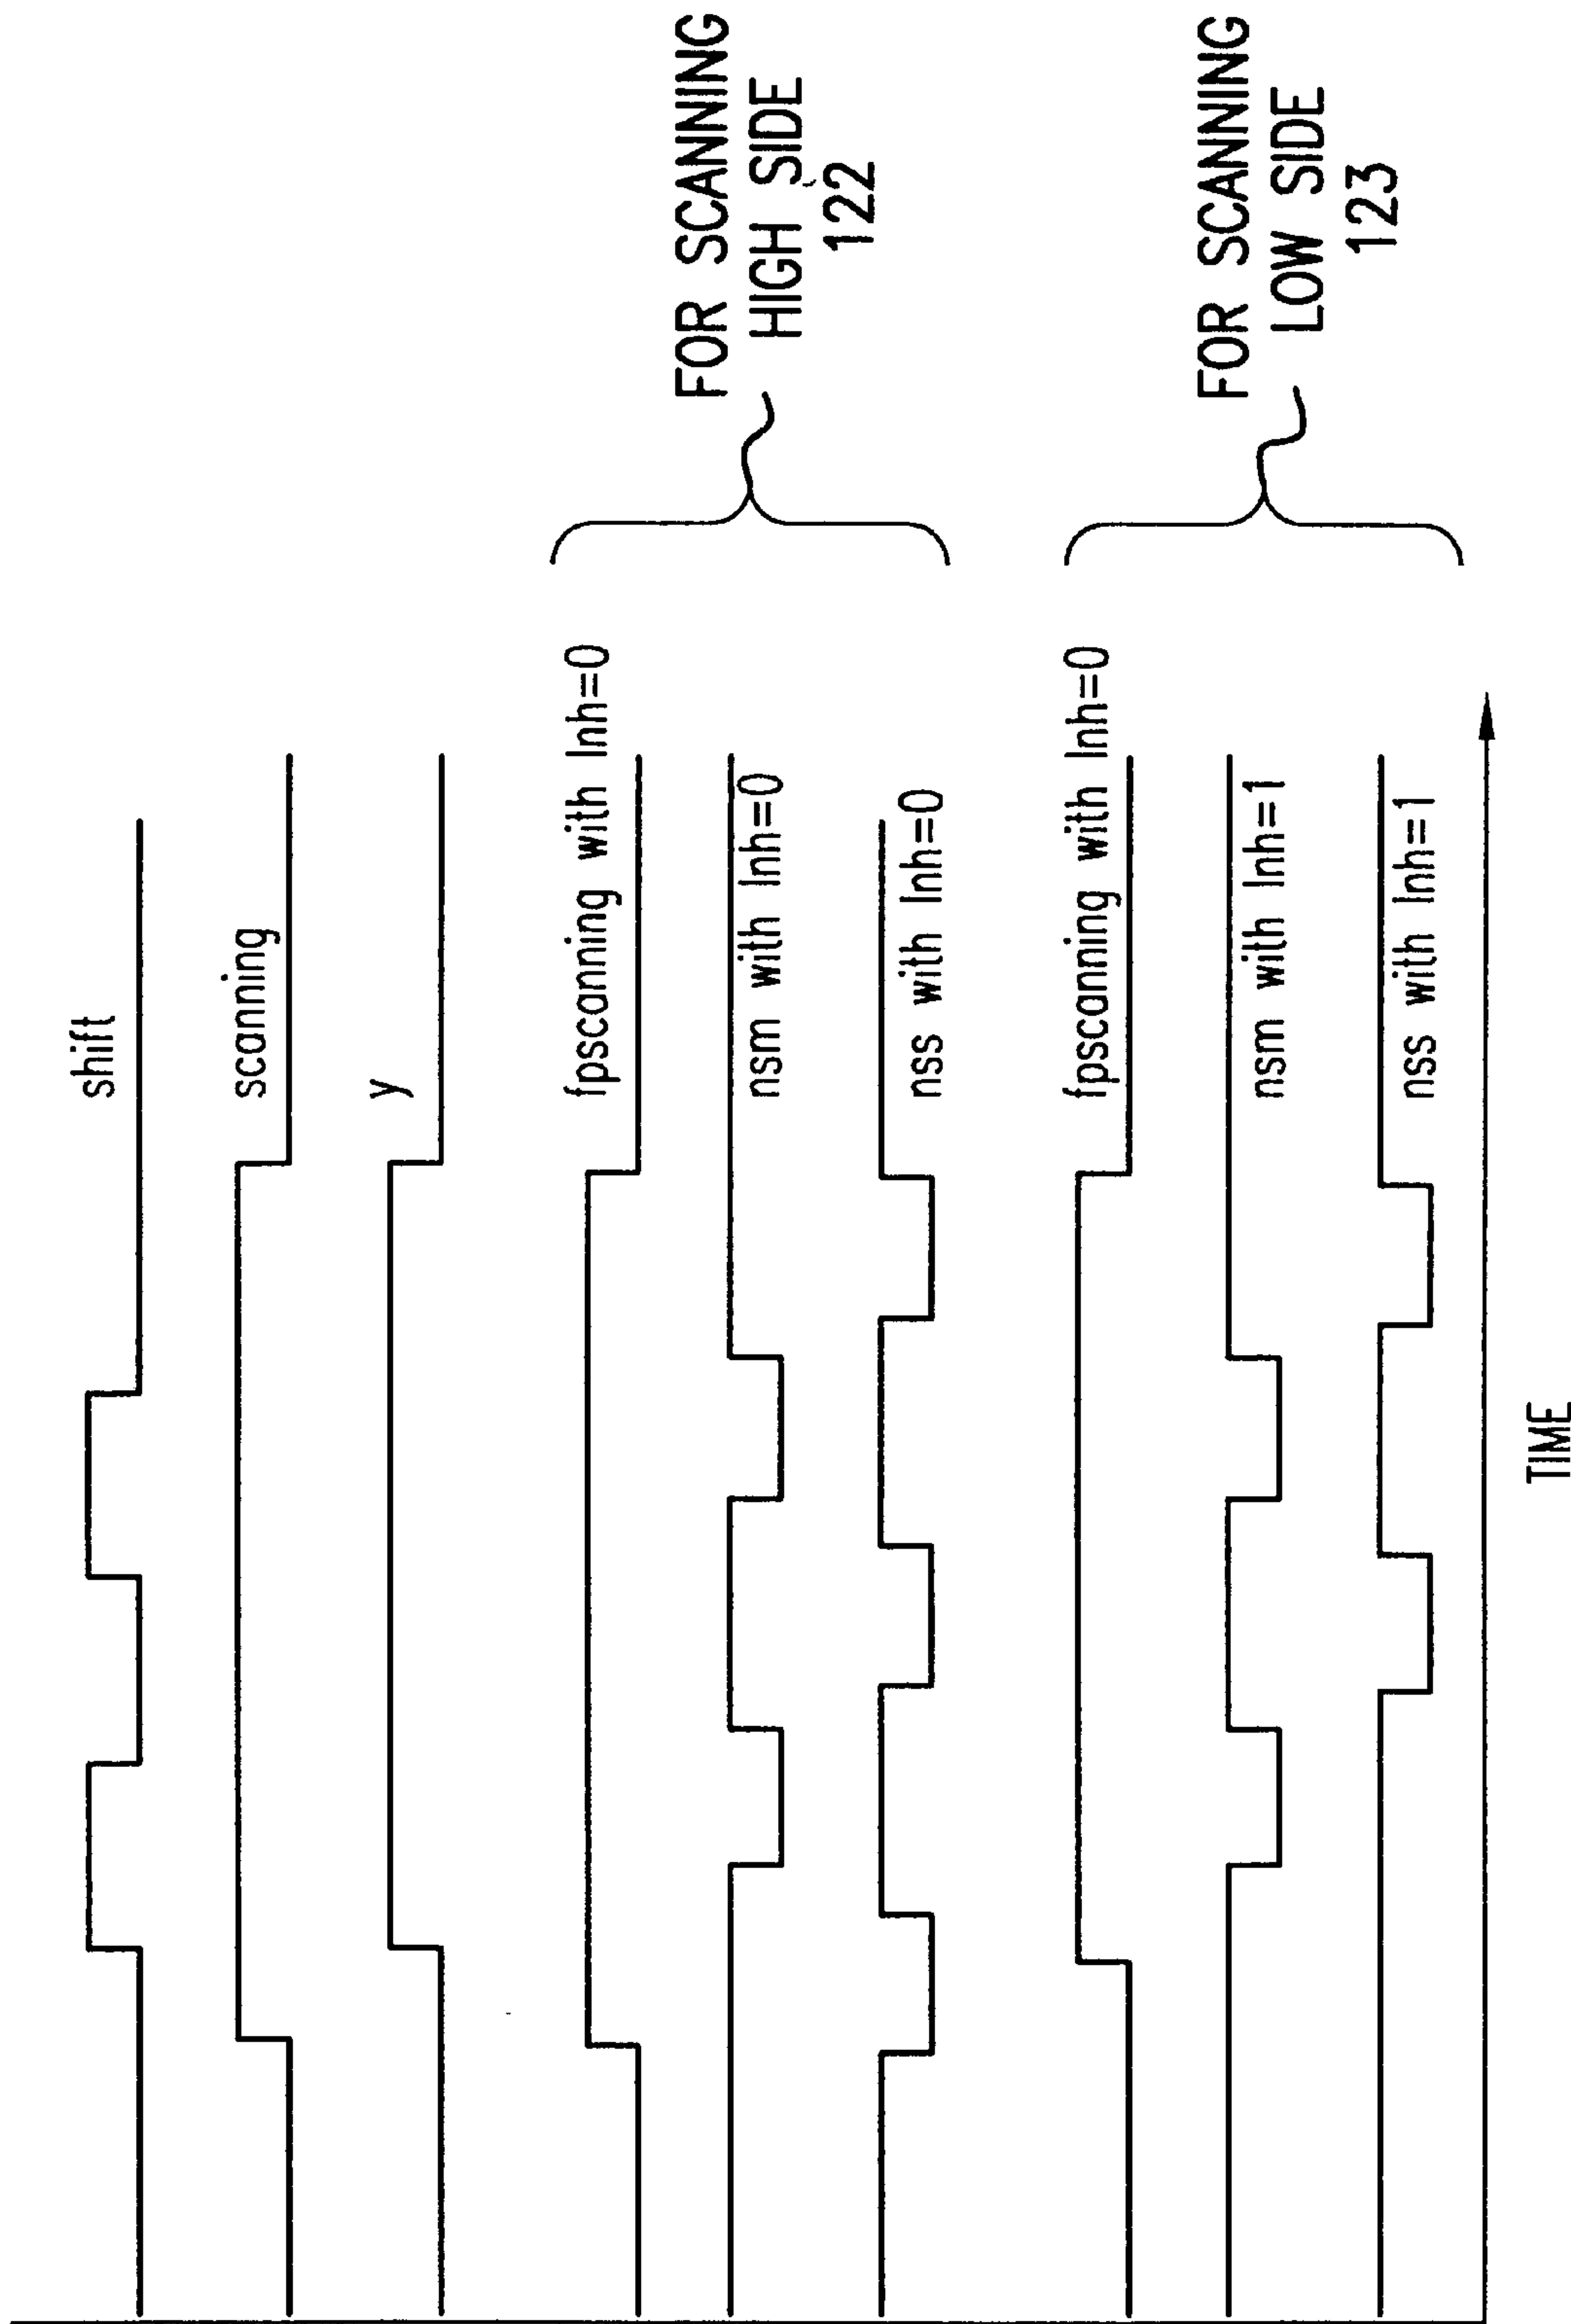 shift
scanning
y
fpscanning with Inh=0
nsm with Inh=0
nss with Inh=0
FOR SCANNING
HIGH SIDE
122
fpscanning with Inh=0
nsm with Inh=1
nss with Inh=1
FOR SCANNING
LOW SIDE
123
TIME